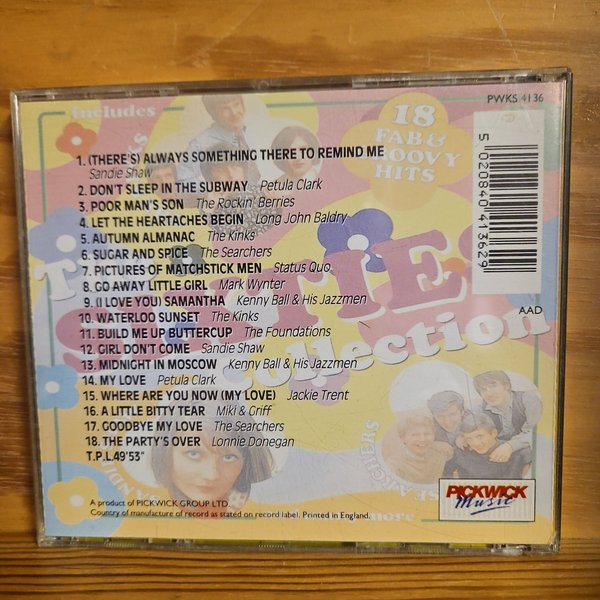 includes
PWKS 4136
18
FAB &
GROOVY
HITS
1. (THERE'S) ALWAYS SOMETHING THERE TO REMIND ME
Sandie Shaw
2. DON'T SLEEP IN THE SUBWAY Petula Clark
3. POOR MAN'S SON The Rockin' Berries
4. LET THE HEARTACHES BEGIN Long John Baldry
5. AUTUMN ALMANAC The Kinks
6. SUGAR AND SPICE The Searchers
7. PICTURES OF MATCHSTICK MEN Status Quo
8. GO AWAY LITTLE GIRL Mark Wynter
9. (I LOVE YOU) SAMANTHA Kenny Ball & His Jazzmen
10. WATERLOO SUNSET The Kinks
11. BUILD ME UP BUTTERCUP The Foundations
12. GIRL DON'T COME Sandie Shaw
13. MIDNIGHT IN MOSCOW Kenny Ball & His Jazzmen
14. MY LOVE Petula Clark
15. WHERE ARE YOU NOW (MY LOVE) Jackie Trent
16. A LITTLE BITTY TEAR Miki & Griff
17. GOODBYE MY LOVE The Searchers
18. THE PARTY'S OVER Lonnie Donegan
T.P.L.49'53"
5 020840 413629
AAD
collection
more
A product of PICKWICK GROUP LTD.
Country of manufacture of record as stated on record label. Printed in England.
PICKWICK
Music